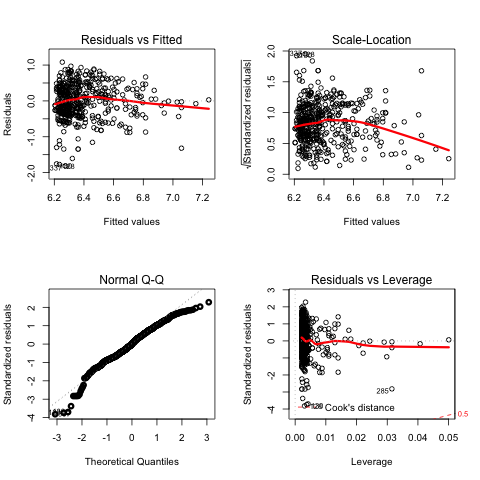 Residuals vs Fitted
Residuals
1.0
0.0
-1.0
-2.0
6.2 6.4 6.6 6.8 7.0 7.2
Fitted values
Scale-Location
√|Standardized residuals|
2.0
1.5
1.0
0.5
0.0
6.2 6.4 6.6 6.8 7.0 7.2
Fitted values
Normal Q-Q
Standardized residuals
2
1
0
-1
-2
-3
-4
-3 -2 -1 0 1 2 3
Theoretical Quantiles
Residuals vs Leverage
Standardized residuals
3
2
0
-2
-4
285
Cook's distance
0.5
0.00 0.01 0.02 0.03 0.04 0.05
Leverage